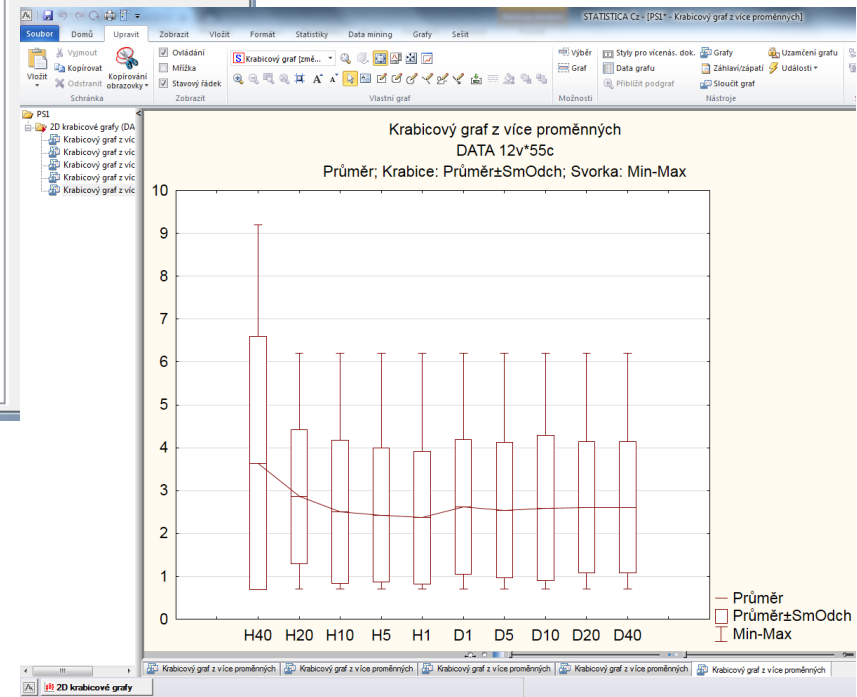 STATISTICA Cz - [PS1* - Krabicový graf z více proměnných]
Soubor Domů Upravit Zobrazit Vložit Formát Statistiky Data mining Grafy Sešit
Vložit
Vyjmout
Kopírovat
Odstranit
Kopírování obrazovky
Schránka
Ovládání
Mřížka
Stavový řádek
Zobrazit
Krabicový graf [změ...
Vlastní graf
Výběr
Graf
Možnosti
Styly pro vícenás. dok.
Data grafu
Přiblížit podgraf
Grafy
Záhlaví/zápatí
Sloučit graf
Uzamčení grafu
Události
Nástroje
PS1
2D krabicové grafy (DA
Krabicový graf z víc
Krabicový graf z víc
Krabicový graf z víc
Krabicový graf z víc
Krabicový graf z víc
Krabicový graf z více proměnných
DATA 12v*55c
Průměr; Krabice: Průměr±SmOdch; Svorka: Min-Max
10
9
8
7
6
5
4
3
2
1
0
H40 H20 H10 H5 H1 D1 D5 D10 D20 D40
Průměr
Průměr±SmOdch
Min-Max
Krabicový graf z více proměnných Krabicový graf z více proměnných Krabicový graf z více proměnných Krabicový graf z více proměnných Krabicový graf z více proměnných
2D krabicové grafy